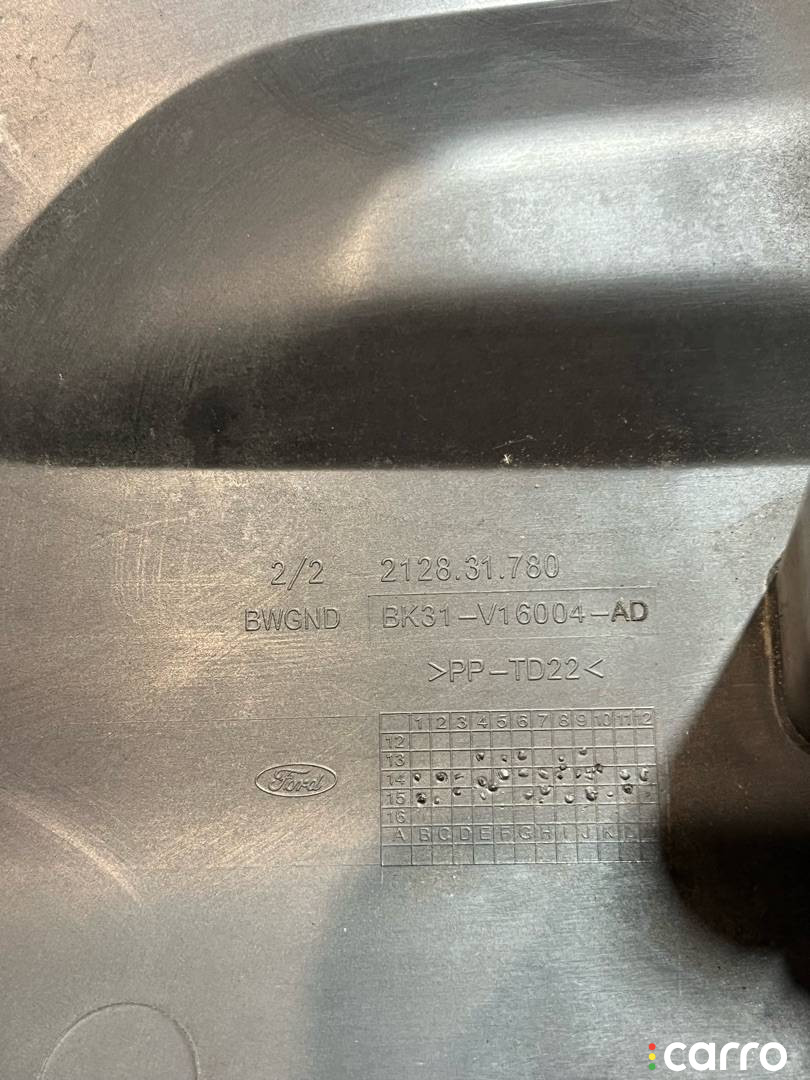 2/2 2128.31.780
BWGND BK31-V16004-AD
>PP-TD22<
1 2 3 4 5 6 7 8 9 10 11 12
12
13
Ford
14
15
16
A B C D E F G H I J K L
carro